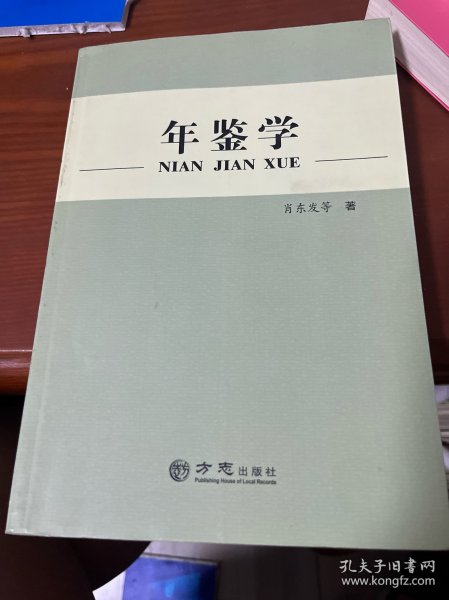 年鉴学
NIAN JIAN XUE
肖东发等 著
方志出版社
Publishing House of Local Records
孔夫子旧书网
www.kongfz.com